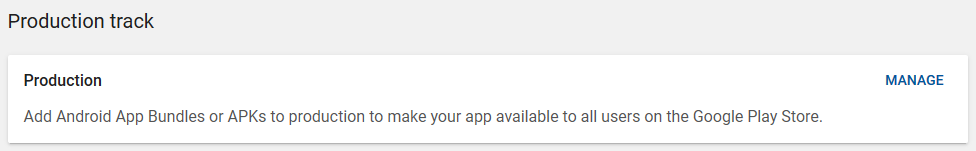 Production track
Production
MANAGE
Add Android App Bundles or APKs to production to make your app available to all users on the Google Play Store.